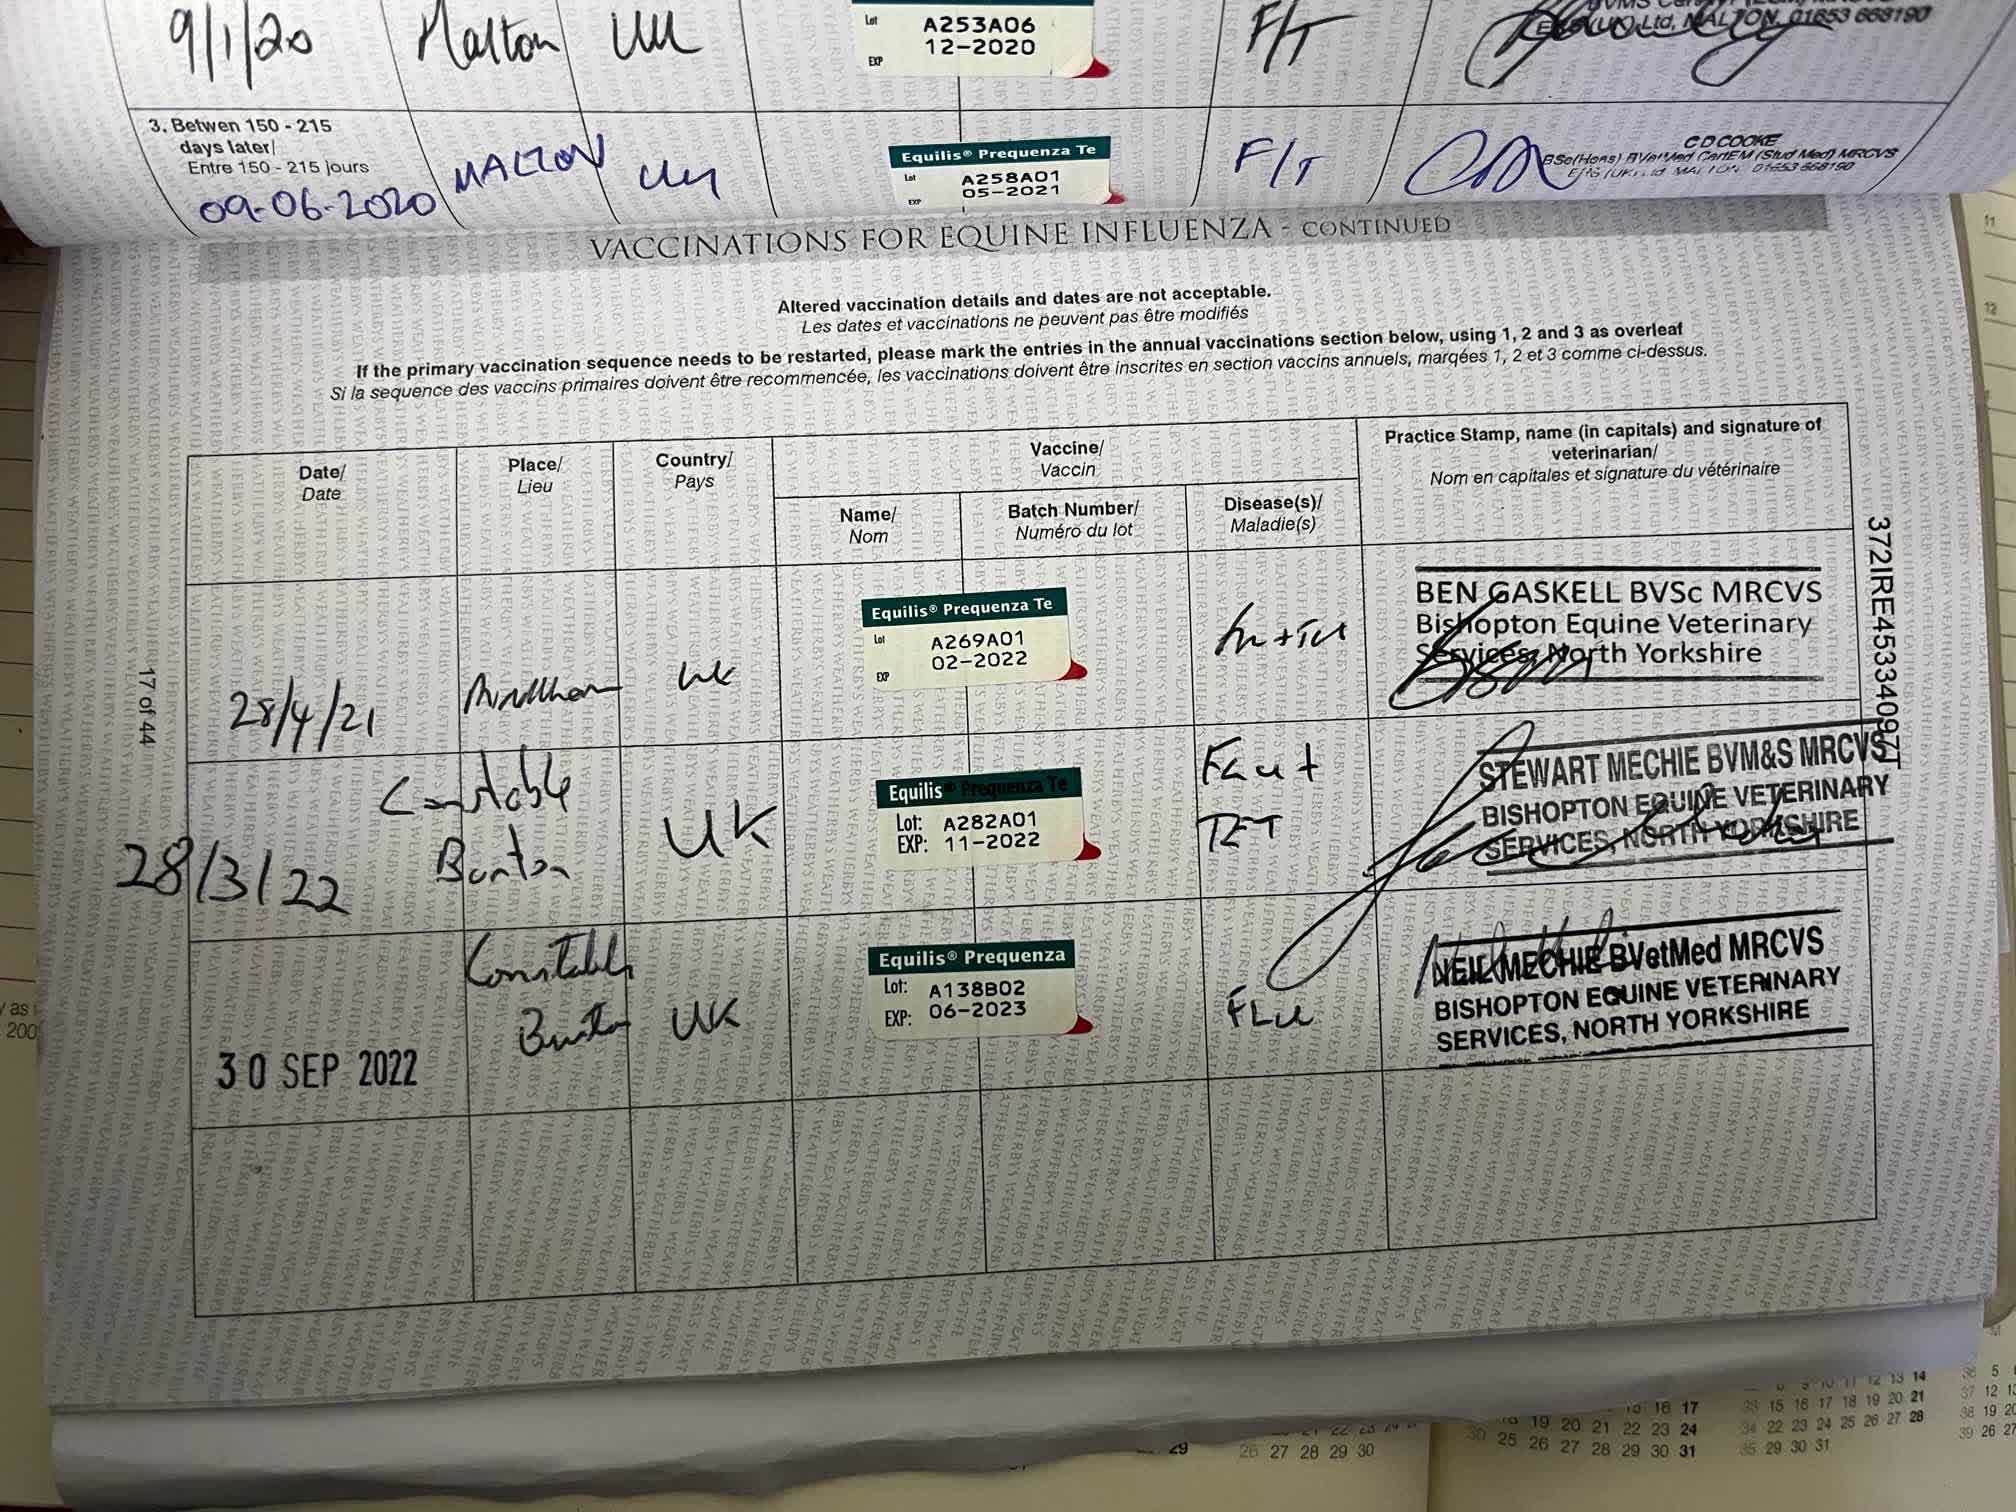 9/1/20 Malton UK
Lot A253A06
EXP 12-2020
F/T
Ltd, MALTON, 01653 668190
3. Betwen 150 - 215
days later/
Entre 150 - 215 jours
09-06-2020
MALTON UK
Equilis® Prequenza Te
Lot A258A01
EXP 05-2021
F/T
C D COOKE
BSc(Hons) BVetMed CertEM (Stud Med) MRCVS
MALTON 01653 668190
VACCINATIONS FOR EQUINE INFLUENZA - CONTINUED
Altered vaccination details and dates are not acceptable.
Les dates et vaccinations ne peuvent pas être modifiés
If the primary vaccination sequence needs to be restarted, please mark the entries in the annual vaccinations section below, using 1, 2 and 3 as overleaf
Si la sequence des vaccins primaires doivent être recommencée, les vaccinations doivent être inscrites en section vaccins annuels, marqées 1, 2 et 3 comme ci-dessus.
Date/
Date
Place/
Lieu
Country/
Pays
Vaccine/
Vaccin
Name/
Nom
Batch Number/
Numéro du lot
Disease(s)/
Maladie(s)
Practice Stamp, name (in capitals) and signature of
veterinarian/
Nom en capitales et signature du vétérinaire
28/4/21
UK
Equilis® Prequenza Te
Lot A269A01
EXP 02-2022
BEN GASKELL BVSc MRCVS
Bishopton Equine Veterinary
Services, North Yorkshire
28/3/22
Constable
Burton
UK
Equilis® Prequenza Te
Lot: A282A01
EXP: 11-2022
Flu +
TET
STEWART MECHIE BVM&S MRCVS
BISHOPTON EQUINE VETERINARY
SERVICES, NORTH YORKSHIRE
30 SEP 2022
Constable
Burton
UK
Equilis® Prequenza
Lot: A138B02
EXP: 06-2023
FLu
NEIL MECHIE BVetMed MRCVS
BISHOPTON EQUINE VETERINARY
SERVICES, NORTH YORKSHIRE
17 of 44
372IRE45334097T